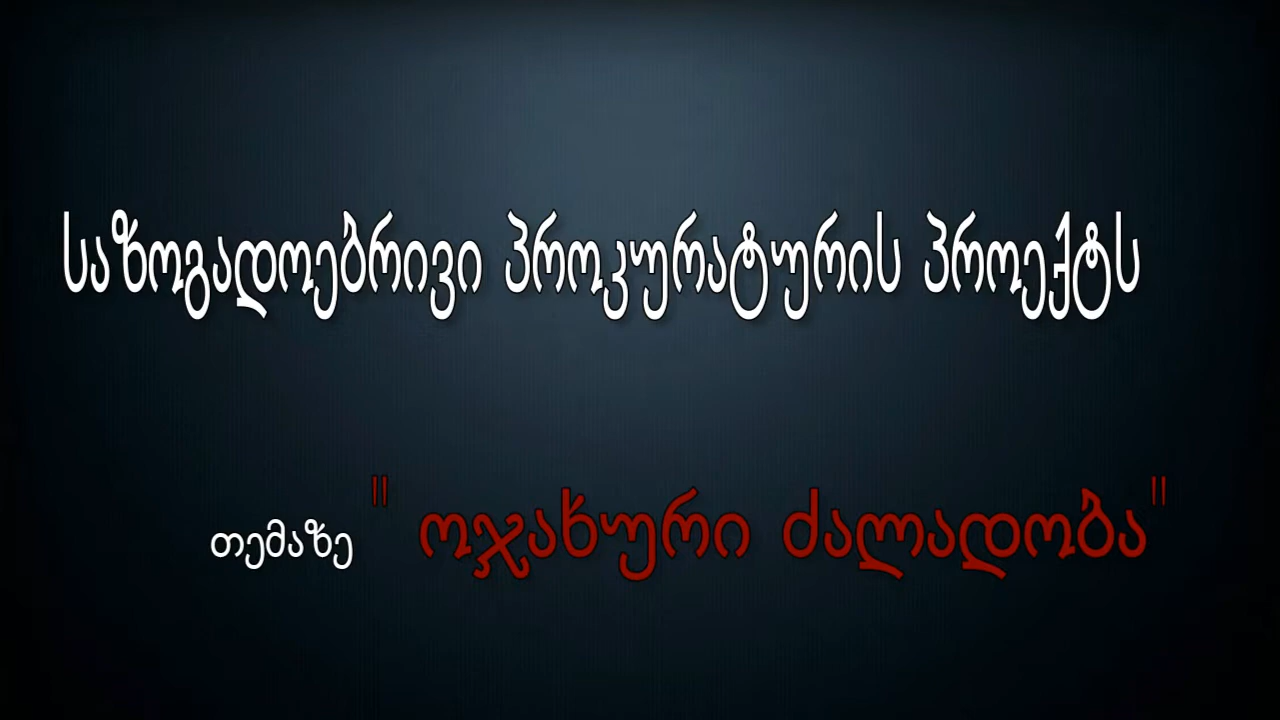 საზოგადოებრივი პროკურატურის პროექტს
თემაზე " ოჯახური ძალადობა"